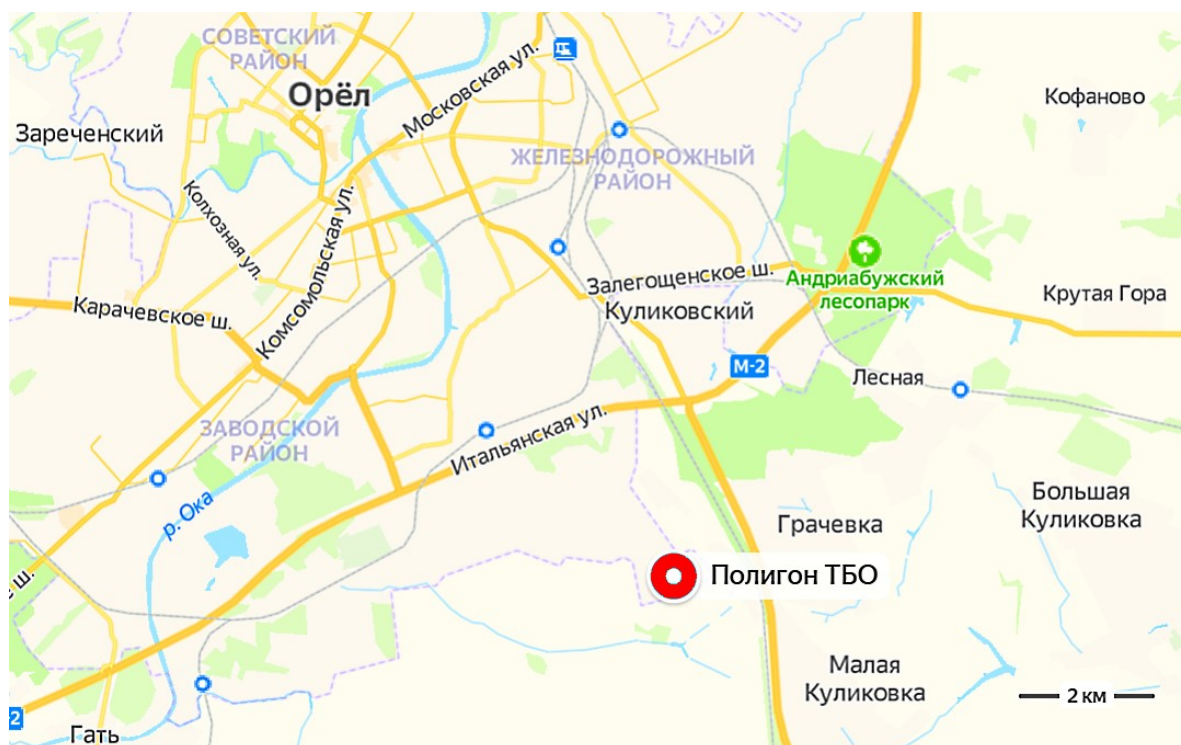 СОВЕТСКИЙ
РАЙОН
Орёл
Московская ул.
Кофаново
Зареченский
ЖЕЛЕЗНОДОРОЖНЫЙ
РАЙОН
Колхозная ул.
Комсомольская ул.
Залегощенское ш.
Андриабужский
лесопарк
Карачевское ш.
Куликовский
Крутая Гора
М-2
Лесная
ЗАВОДСКОЙ
РАЙОН
Итальянская ул.
р. Ока
Большая
Куликовка
Грачевка
Полигон ТБО
е ш.
Малая
Куликовка
2 км
-2
Гать